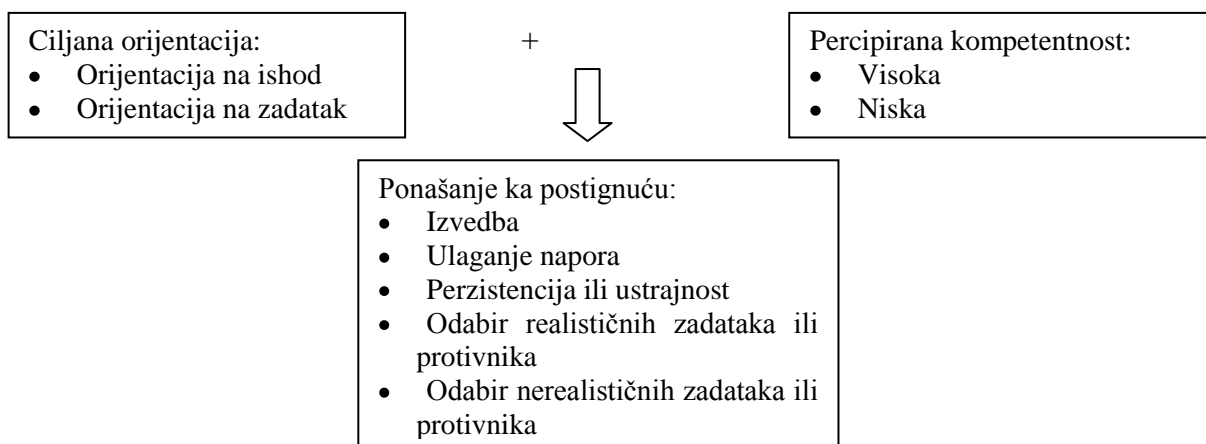 Ciljana orijentacija:
• Orijentacija na ishod
• Orijentacija na zadatak
+
Percipirana kompetentnost:
• Visoka
• Niska
Ponašanje ka postignuću:
• Izvedba
• Ulaganje napora
• Perzistencija ili ustrajnost
• Odabir realističnih zadataka ili
protivnika
• Odabir nerealističnih zadataka ili
protivnika